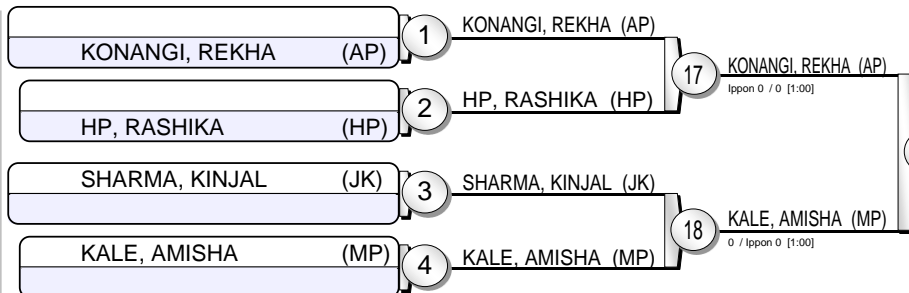 KONANGI, REKHA (AP)
1
KONANGI, REKHA (AP)
HP, RASHIKA (HP)
2
HP, RASHIKA (HP)
17
KONANGI, REKHA (AP)
Ippon 0 / 0 [1:00]
SHARMA, KINJAL (JK)
3
SHARMA, KINJAL (JK)
KALE, AMISHA (MP)
4
KALE, AMISHA (MP)
18
KALE, AMISHA (MP)
0 / Ippon 0 [1:00]